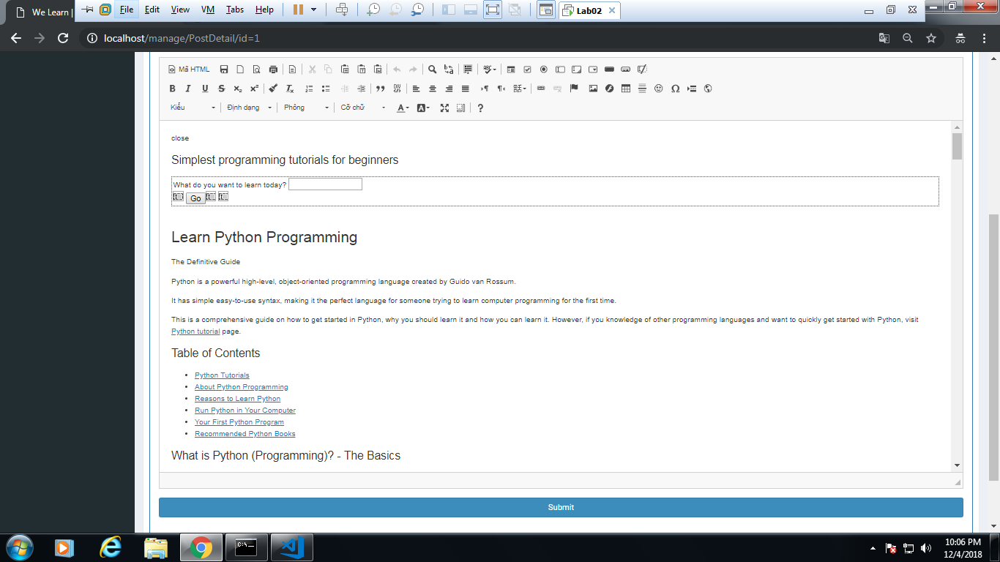 We Learn |
File Edit View VM Tabs Help
Lab02
localhost/manage/PostDetail/id=1
Mã HTML
ABC
B I U S x₂ x² Tx
DIV
Ω
Kiểu Định dạng Phông Cỡ chữ A A ?
close
Simplest programming tutorials for beginners
What do you want to learn today?
Go
Learn Python Programming
The Definitive Guide
Python is a powerful high-level, object-oriented programming language created by Guido van Rossum.
It has simple easy-to-use syntax, making it the perfect language for someone trying to learn computer programming for the first time.
This is a comprehensive guide on how to get started in Python, why you should learn it and how you can learn it. However, if you knowledge of other programming languages and want to quickly get started with Python, visit
Python tutorial page.
Table of Contents
Python Tutorials
About Python Programming
Reasons to Learn Python
Run Python in Your Computer
Your First Python Program
Recommended Python Books
What is Python (Programming)? - The Basics
Submit
C:\_
10:06 PM
12/4/2018